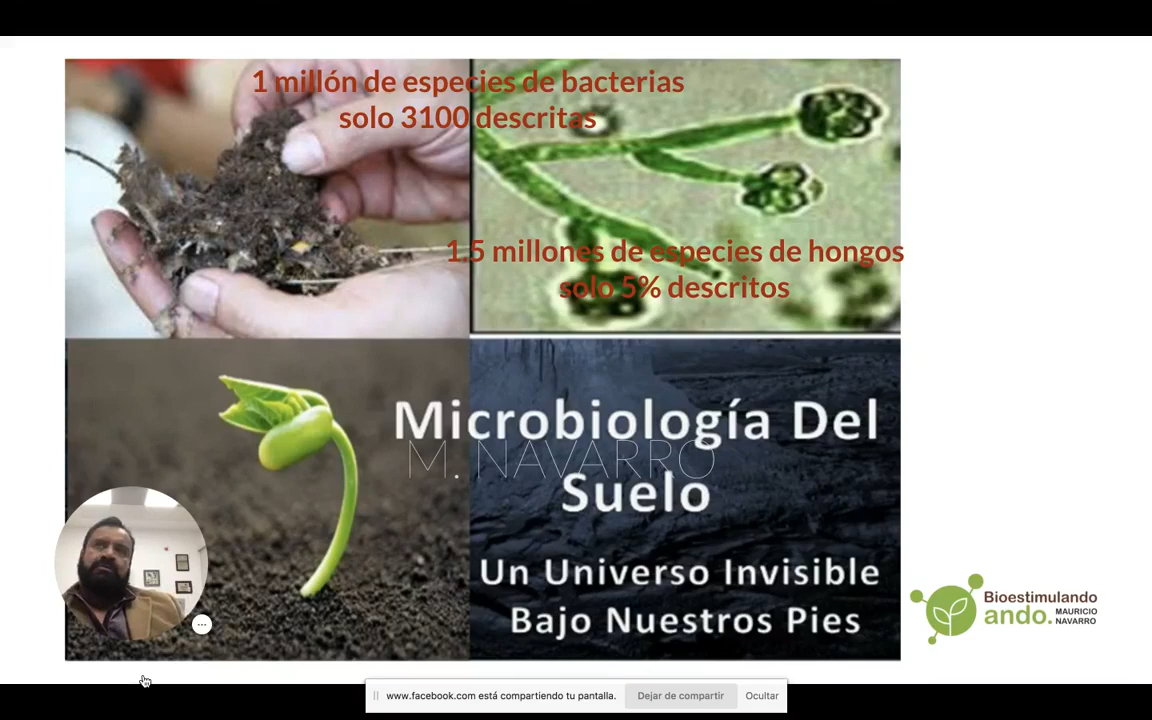 1 millón de especies de bacterias
solo 3100 descritas
1.5 millones de especies de hongos
solo 5% descritos
Microbiología Del
M. NAVARRO
Suelo
Un Universo Invisible
Bajo Nuestros Pies
Bioestimulando
ando. MAURICIO
NAVARRO
www.facebook.com está compartiendo tu pantalla. Dejar de compartir Ocultar